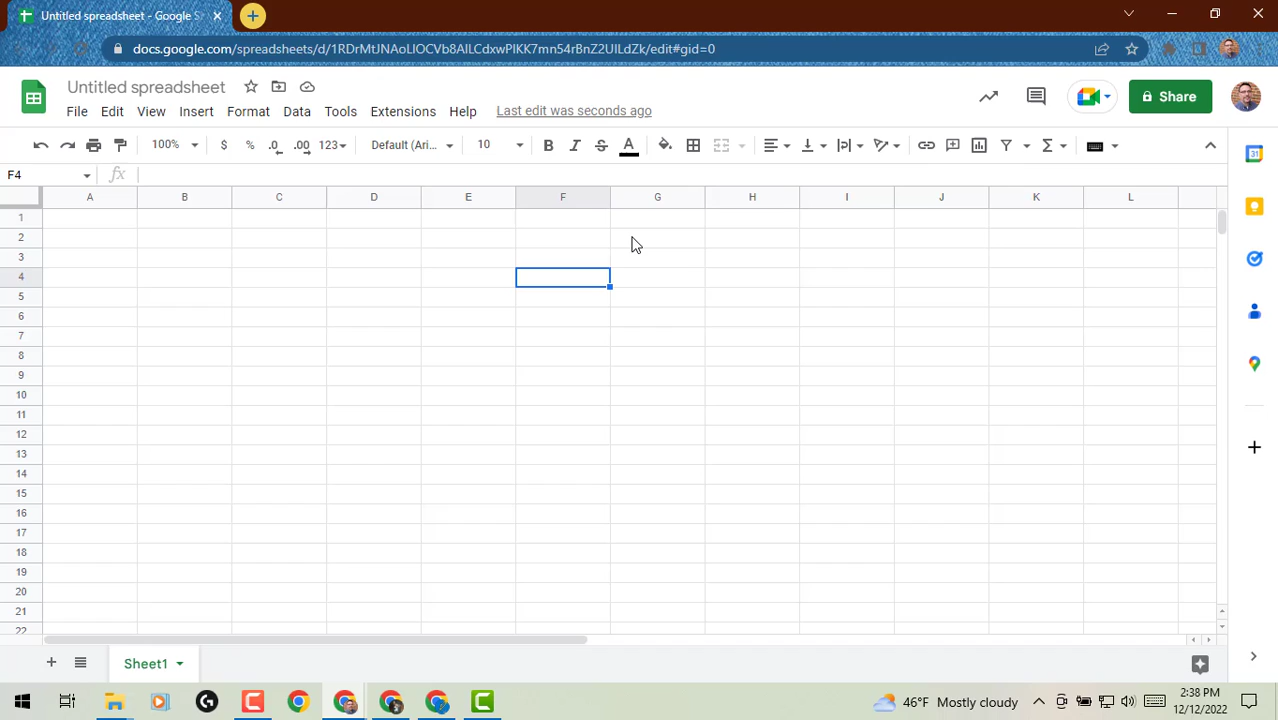 Untitled spreadsheet - Google S
docs.google.com/spreadsheets/d/1RDrMtJNAoLlOCVb8AlLCdxwPlKK7mn54rBnZ2UlLdZk/edit#gid=0
Untitled spreadsheet
File Edit View Insert Format Data Tools Extensions Help Last edit was seconds ago
Share
100% $ % .0 .00 123 Default (Ari... 10 B I S A
F4 fx
A B C D E F G H I J K L
1
2
3
4
5
6
7
8
9
10
11
12
13
14
15
16
17
18
19
20
21
22
Sheet1
46°F Mostly cloudy
2:38 PM
12/12/2022